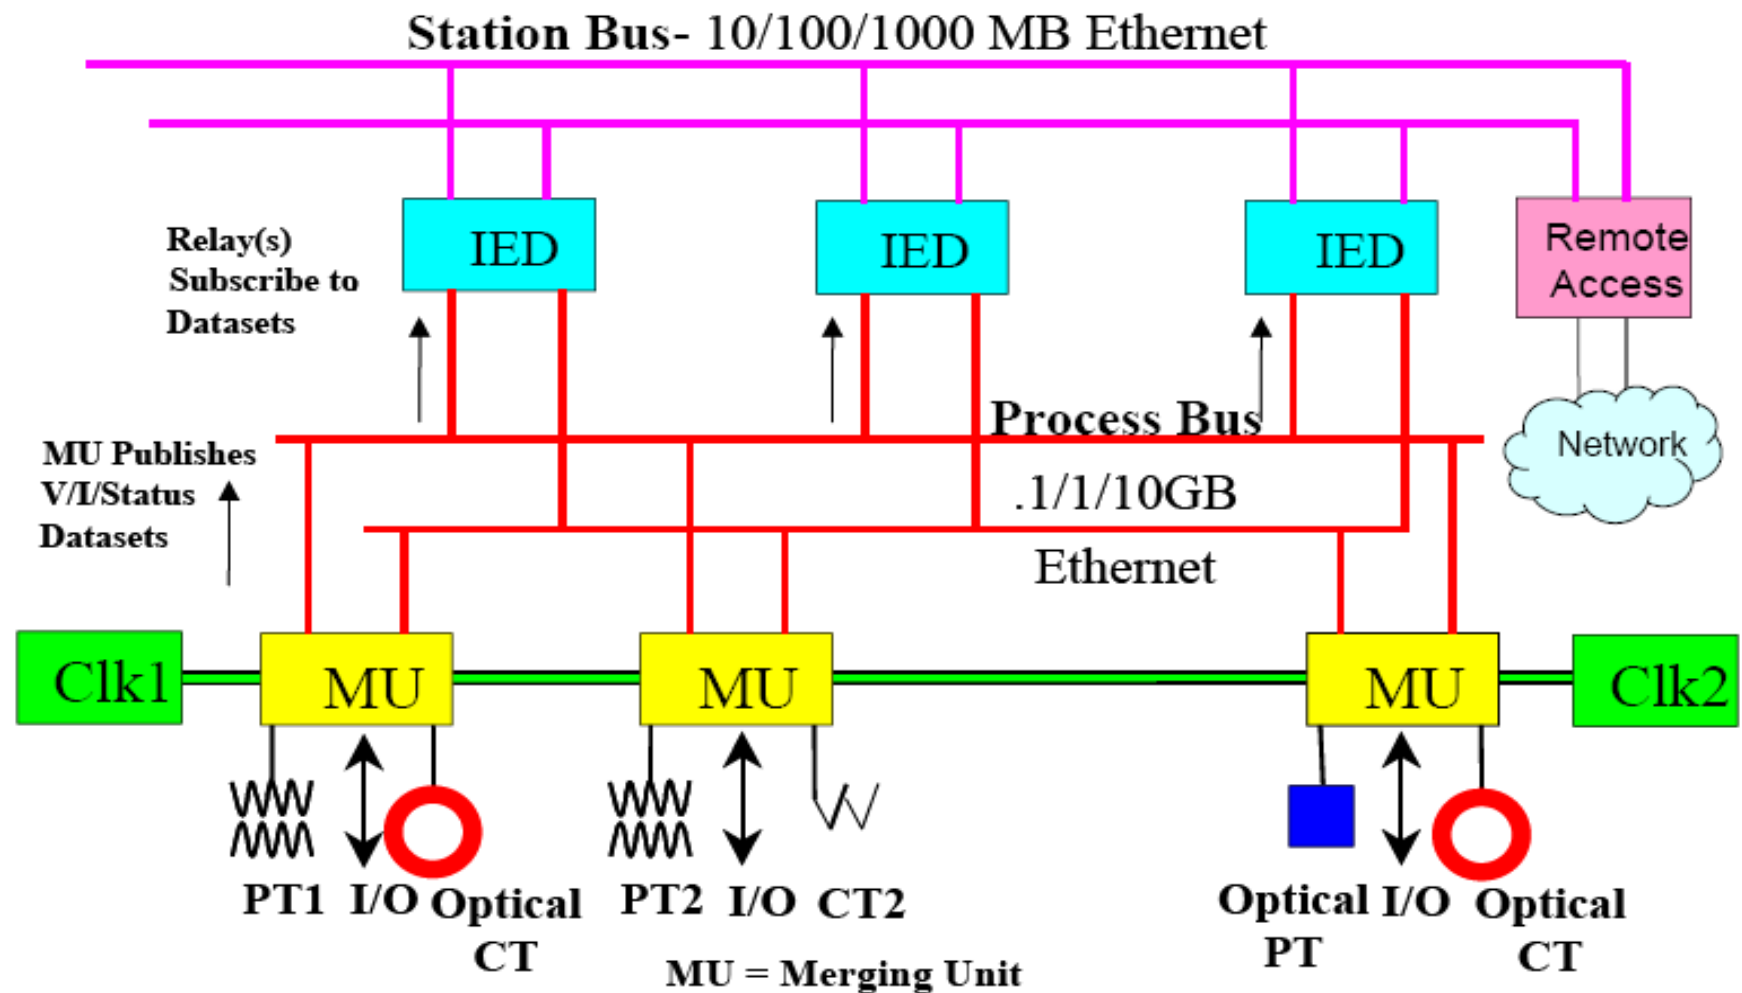 Station Bus- 10/100/1000 MB Ethernet
Relay(s)
Subscribe to
Datasets
IED
IED
IED
Remote
Access
Process Bus
.1/1/10GB
Ethernet
Network
MU Publishes
V/I/Status
Datasets
Clk1
MU
MU
MU
Clk2
PT1 I/O Optical
CT
PT2 I/O CT2
Optical I/O Optical
PT CT
MU = Merging Unit